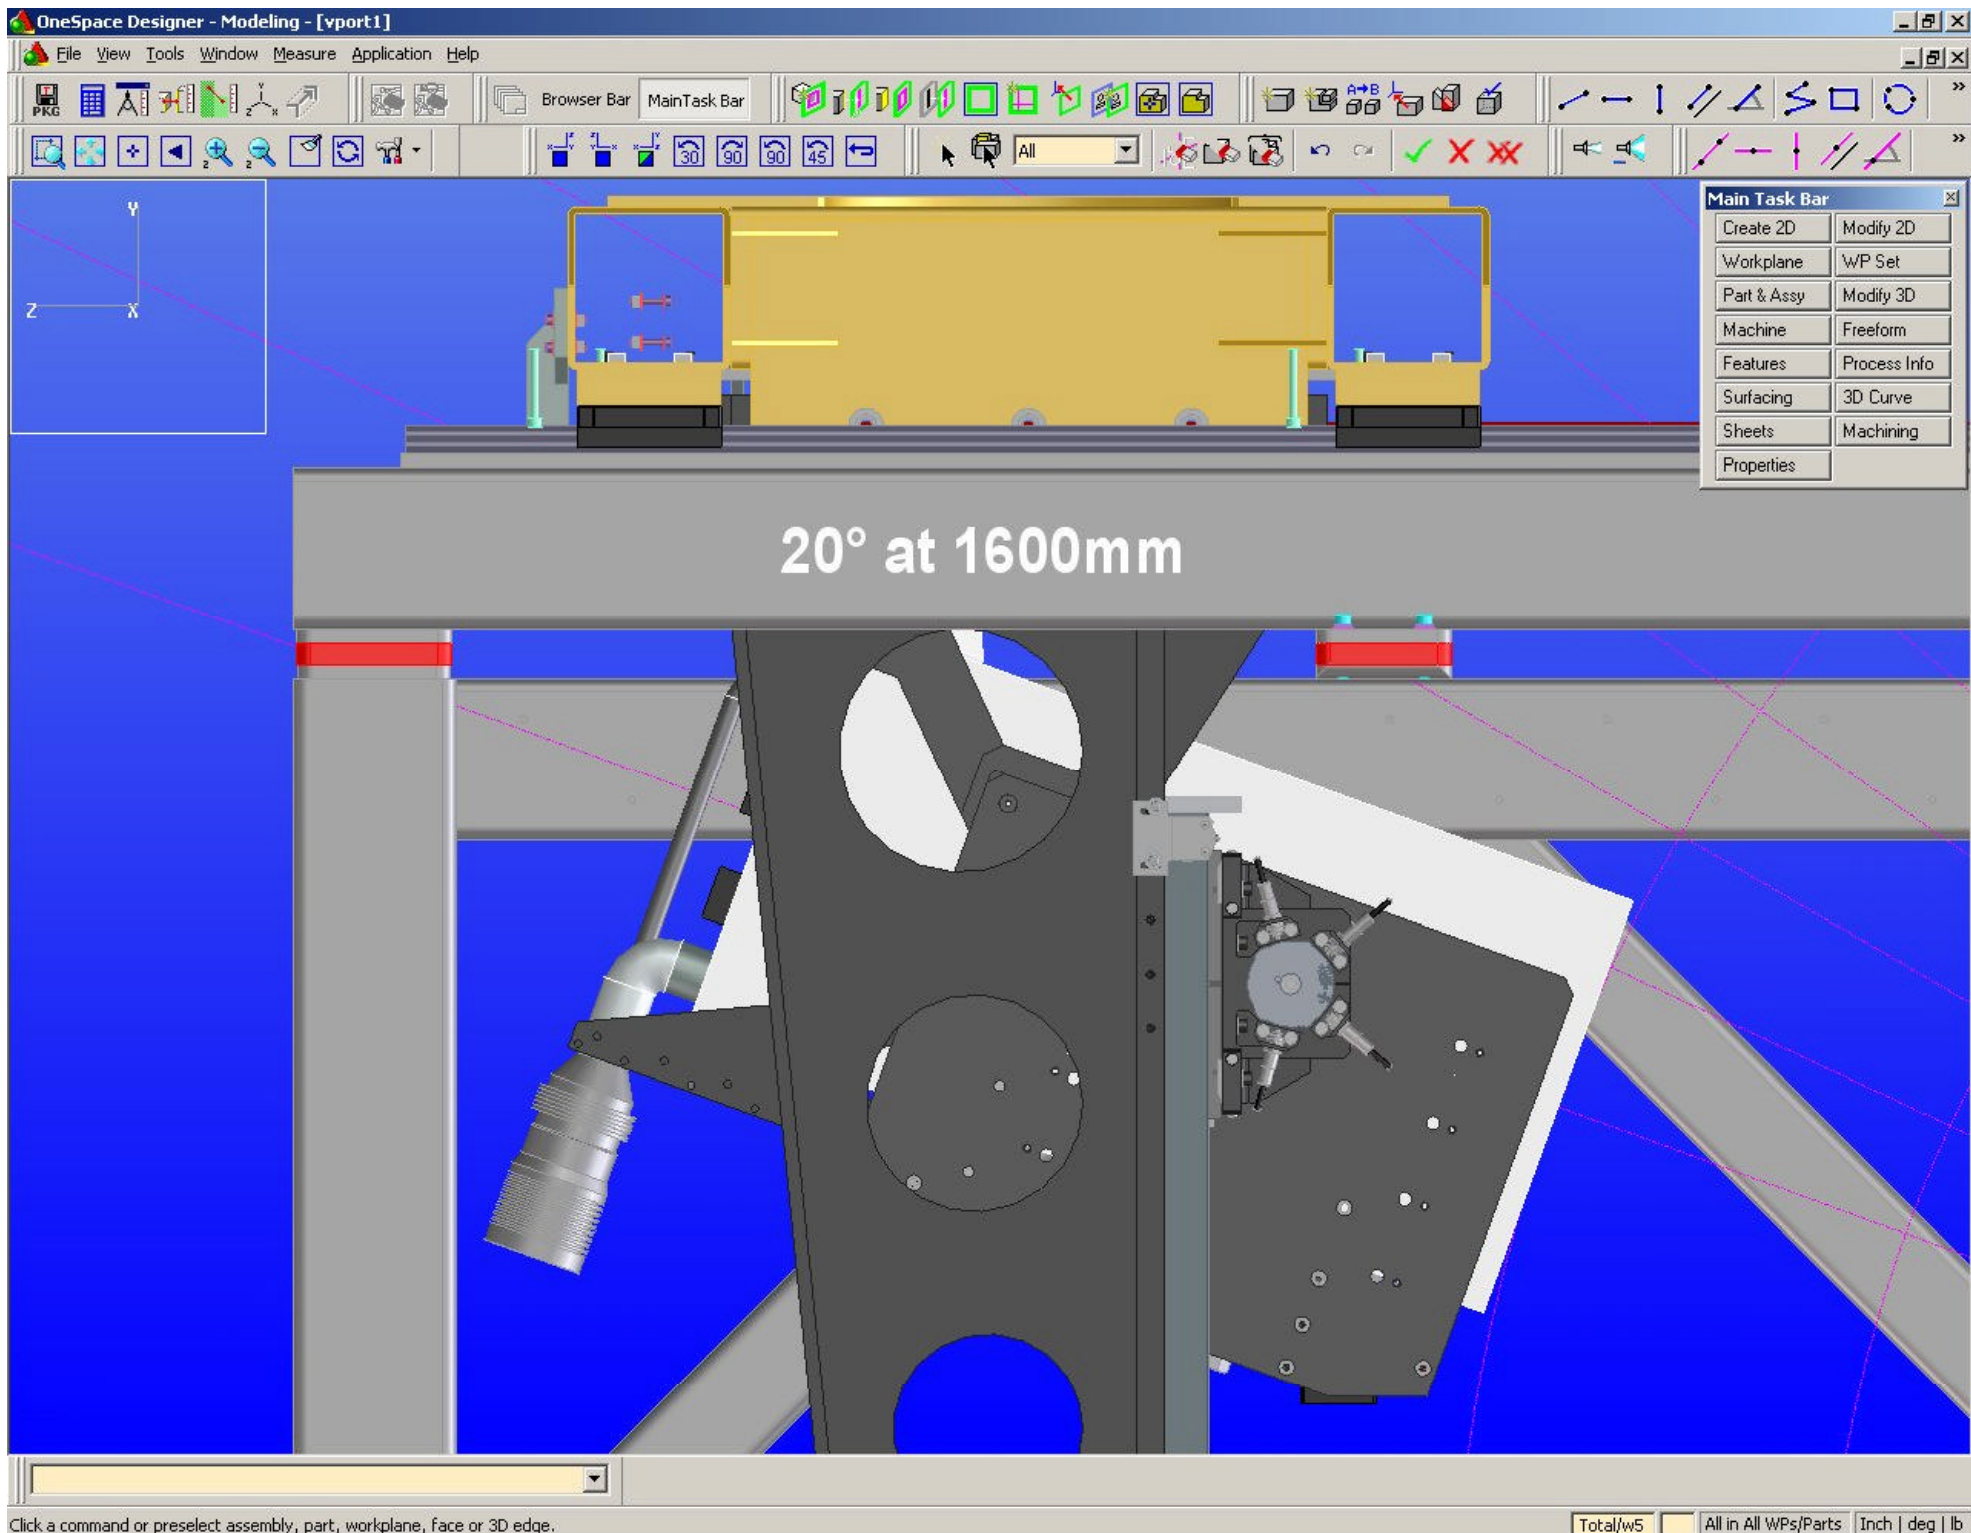 OneSpace Designer - Modeling - [vport1]
File View Tools Window Measure Application Help
PKG Browser Bar MainTask Bar A→B
30 90 90 45 All
Main Task Bar
Create 2D Modify 2D
Workplane WP Set
Part & Assy Modify 3D
Machine Freeform
Features Process Info
Surfacing 3D Curve
Sheets Machining
Properties
Y
Z X
20° at 1600mm
Click a command or preselect assembly, part, workplane, face or 3D edge.
Total/w5 All in All WPs/Parts Inch | deg | lb